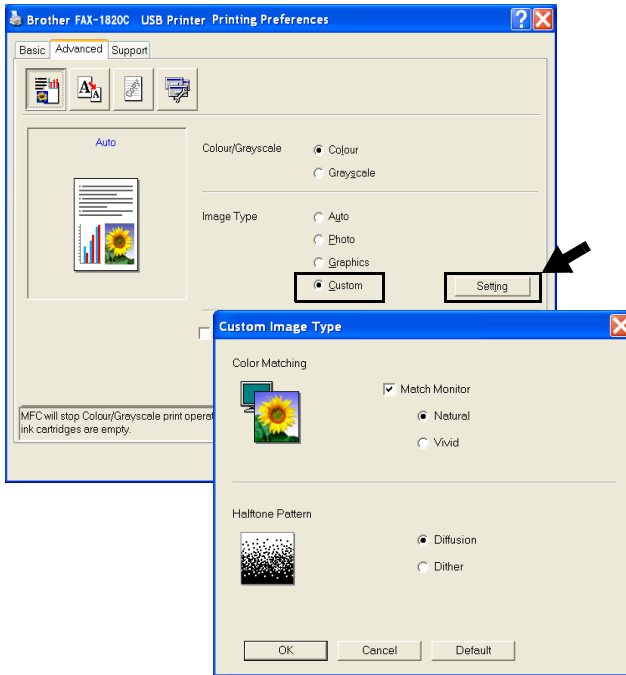 Brother FAX-1820C USB Printer Printing Preferences
Basic Advanced Support
Auto
Colour/Grayscale
Colour
Grayscale
Image Type
Auto
Photo
Graphics
Custom
Setting
MFC will stop Colour/Grayscale print operat
ink cartridges are empty.
Custom Image Type
Color Matching
Match Monitor
Natural
Vivid
Halftone Pattern
Diffusion
Dither
OK Cancel Default